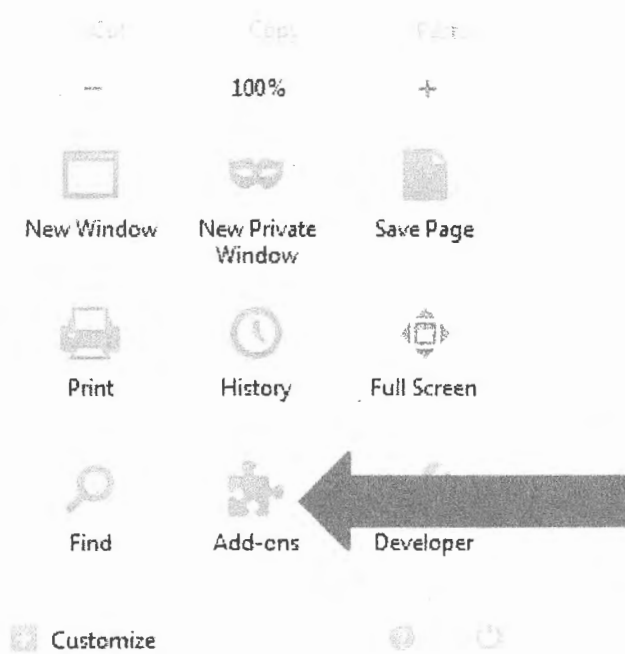 Cut Copy Paste
− 100% +
New Window New Private Save Page
Window
Print History Full Screen
Find Add-ons Developer
Customize